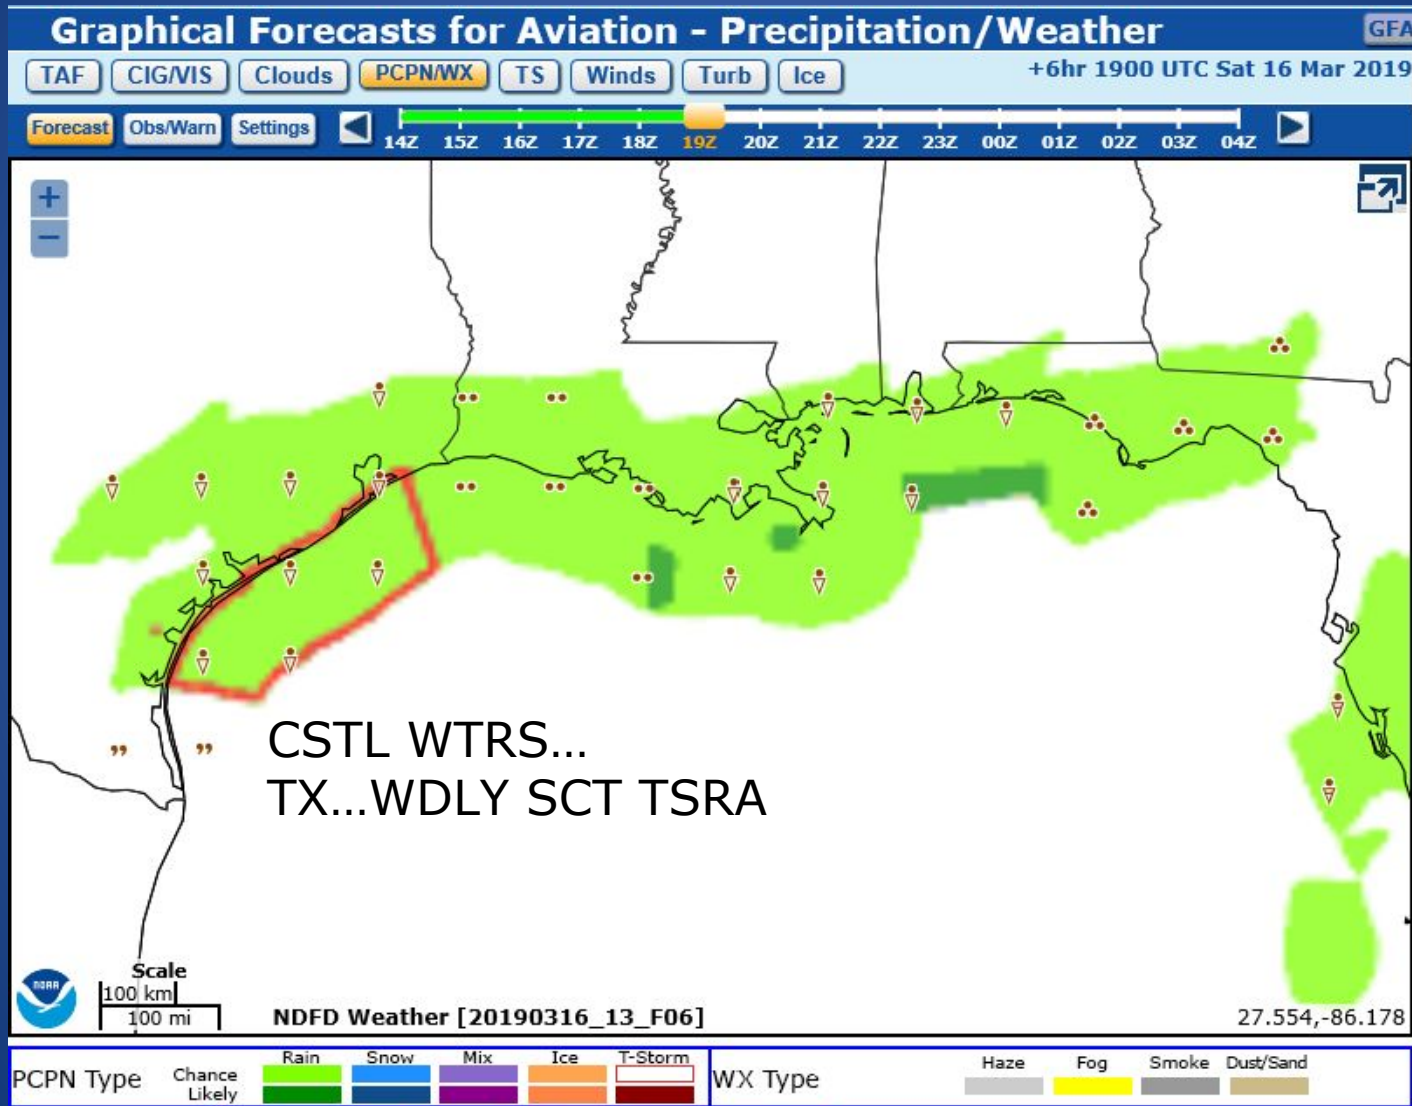 Graphical Forecasts for Aviation - Precipitation/Weather
GFA
TAF CIG/VIS Clouds PCPN/WX TS Winds Turb Ice +6hr 1900 UTC Sat 16 Mar 2019
Forecast Obs/Warn Settings
14Z 15Z 16Z 17Z 18Z 19Z 20Z 21Z 22Z 23Z 00Z 01Z 02Z 03Z 04Z
+
−
CSTL WTRS...
TX...WDLY SCT TSRA
NOAA
Scale
100 km
100 mi
NDFD Weather [20190316_13_F06]
27.554,-86.178
Rain Snow Mix Ice T-Storm
Haze Fog Smoke Dust/Sand
PCPN Type Chance WX Type
Likely